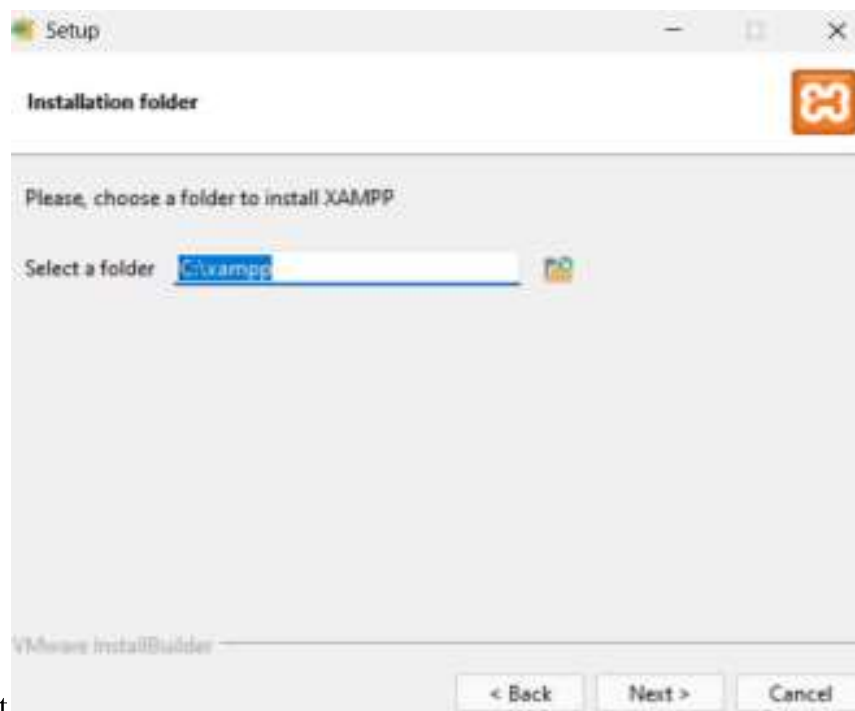 Setup
Installation folder
Please, choose a folder to install XAMPP
Select a folder C:\xampp
VMware InstallBuilder
< Back Next > Cancel
t